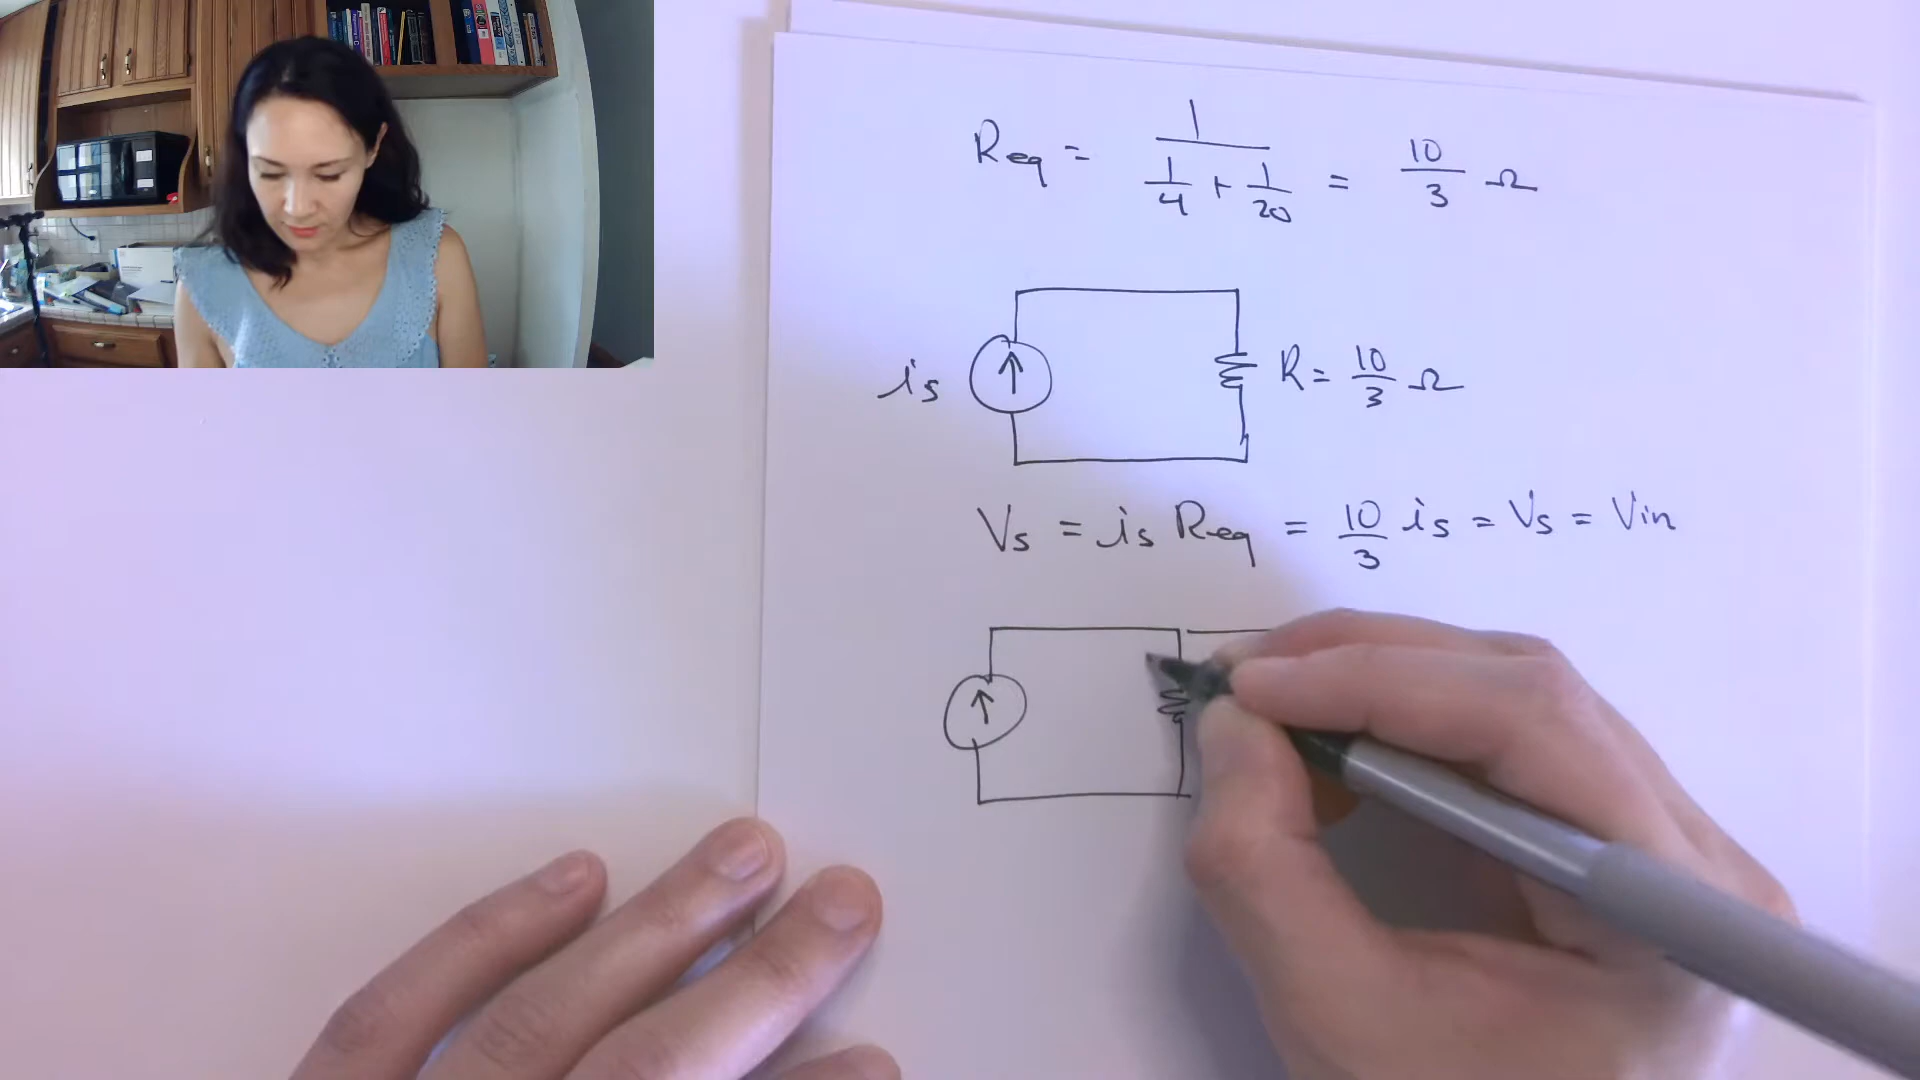 Req = 1 / (1/4 + 1/20) = 10/3 Ω
is R = 10/3 Ω
Vs = is Req = 10/3 is = Vs = Vin